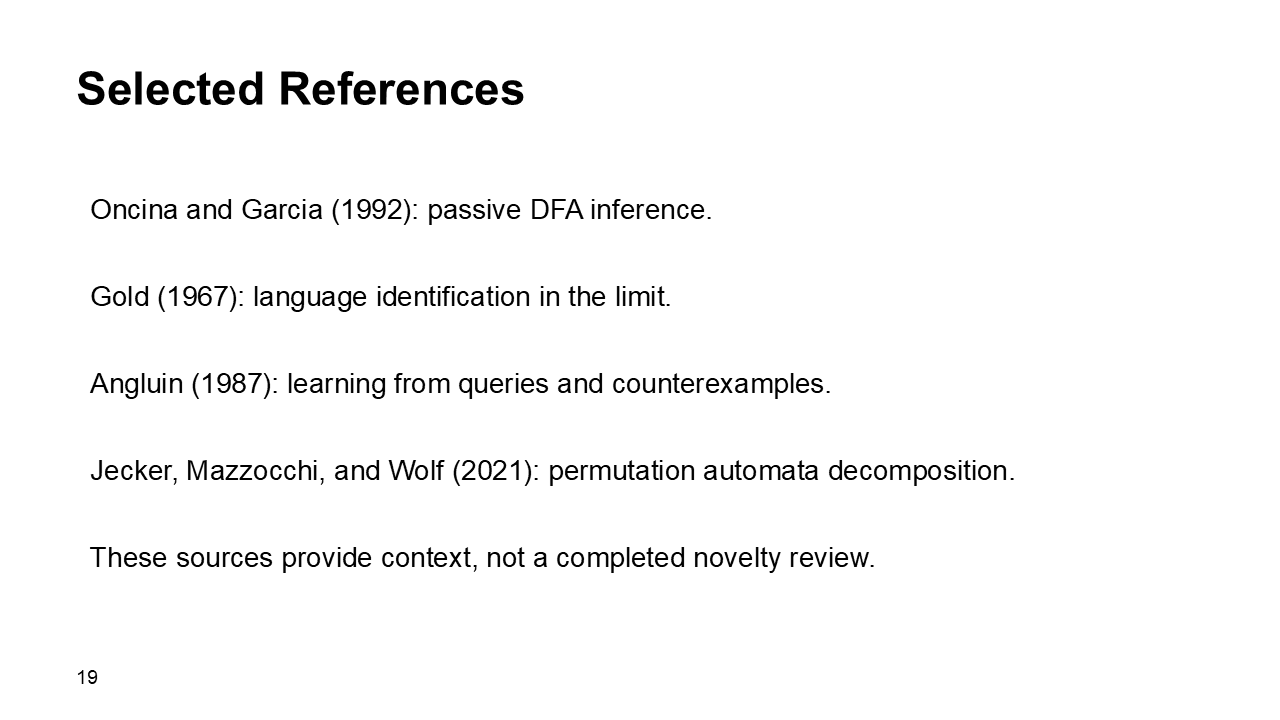 Selected References
Oncina and Garcia (1992): passive DFA inference.
Gold (1967): language identification in the limit.
Angluin (1987): learning from queries and counterexamples.
Jecker, Mazzocchi, and Wolf (2021): permutation automata decomposition.
These sources provide context, not a completed novelty review.
19